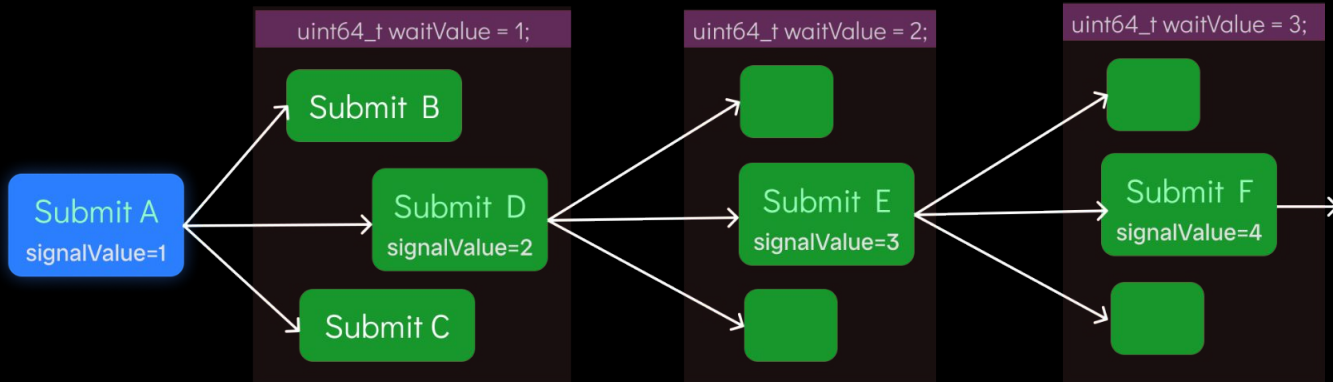 uint64_t waitValue = 1;
uint64_t waitValue = 2;
uint64_t waitValue = 3;
Submit B
Submit A
signalValue=1
Submit D
signalValue=2
Submit E
signalValue=3
Submit F
signalValue=4
Submit C